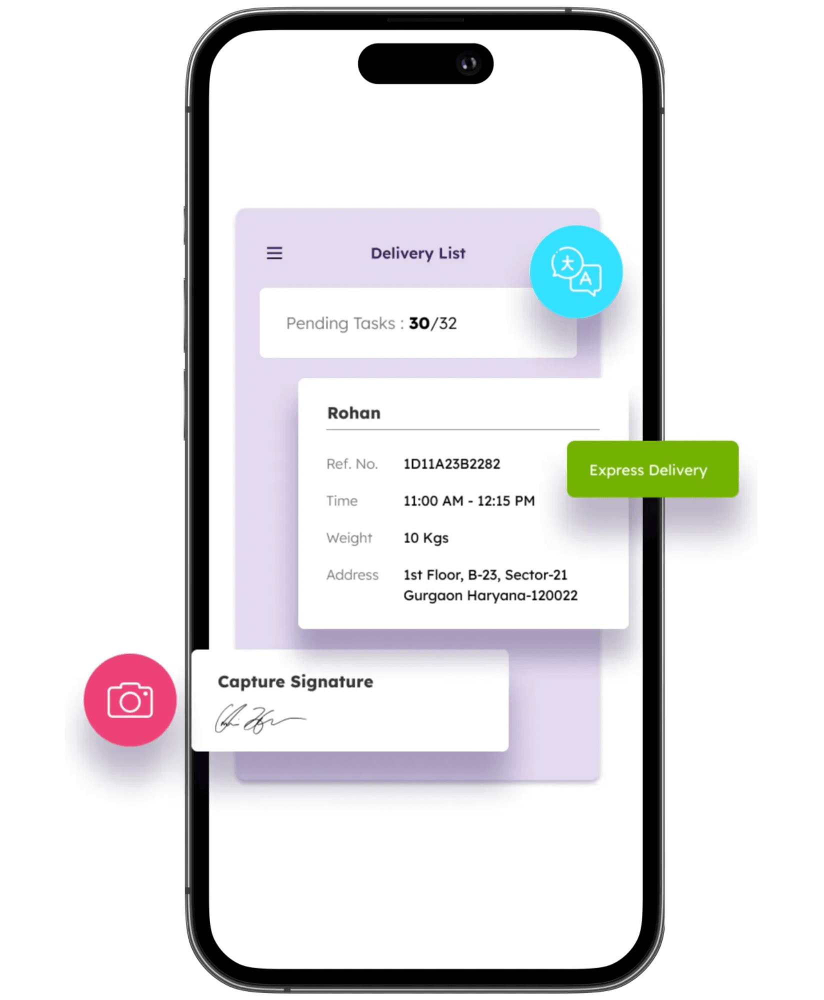 Delivery List
大
A
Pending Tasks : 30/32
Rohan
Ref. No. 1D11A23B2282
Express Delivery
Time 11:00 AM - 12:15 PM
Weight 10 Kgs
Address 1st Floor, B-23, Sector-21
Gurgaon Haryana-120022
Capture Signature